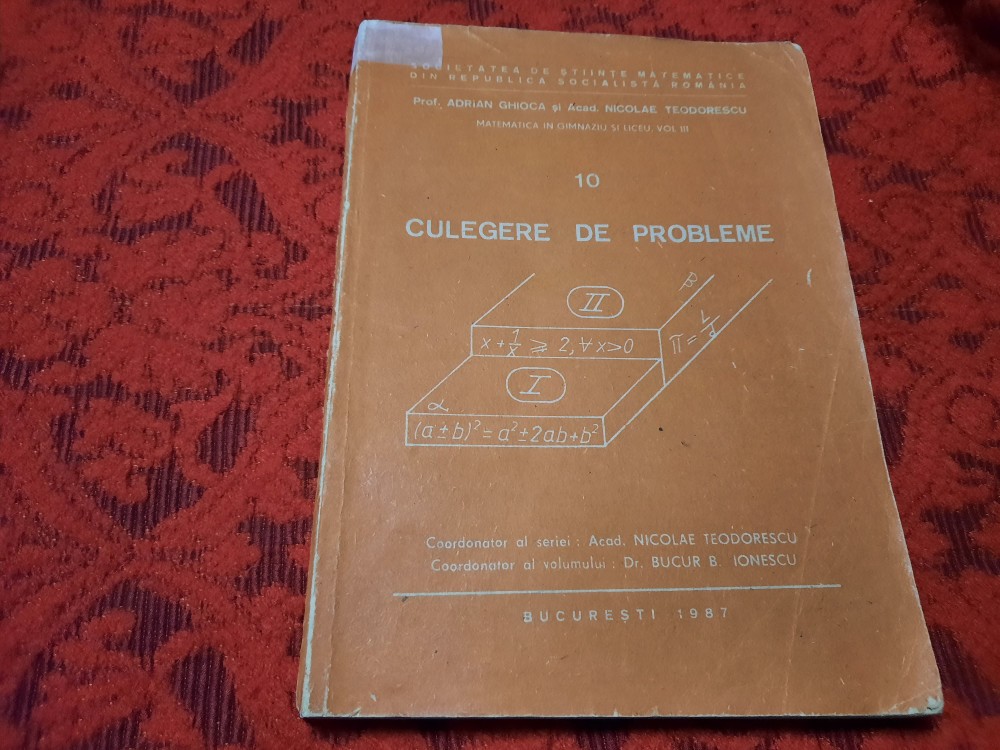 SOCIETATEA DE ȘTIINȚE MATEMATICE
DIN REPUBLICA SOCIALISTĂ ROMÂNIA
Prof. ADRIAN GHIOCA și Acad. NICOLAE TEODORESCU
MATEMATICA IN GIMNAZIU SI LICEU, VOL III
10
CULEGERE DE PROBLEME
II
β
x + 1/x ≥ 2, ∀ x>0
π = L/d
I
α
(a ± b)² = a² ± 2ab + b²
Coordonator al seriei : Acad. NICOLAE TEODORESCU
Coordonator al volumului : Dr. BUCUR B. IONESCU
BUCUREȘTI 1987